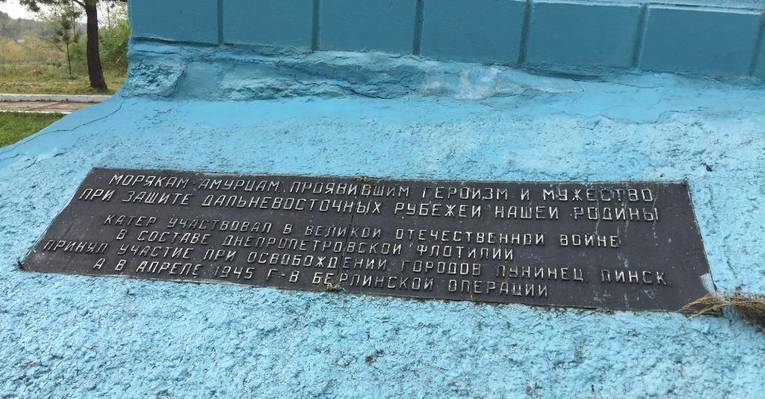 МОРЯКАМ-АМУРЦАМ, ПРОЯВИВШИМ ГЕРОИЗМ И МУЖЕСТВО
ПРИ ЗАЩИТЕ ДАЛЬНЕВОСТОЧНЫХ РУБЕЖЕЙ НАШЕЙ РОДИНЫ
КАТЕР УЧАСТВОВАЛ В ВЕЛИКОЙ ОТЕЧЕСТВЕННОЙ ВОЙНЕ
В СОСТАВЕ ДНЕПРОПЕТРОВСКОЙ ФЛОТИЛИИ
ПРИНЯЛ УЧАСТИЕ ПРИ ОСВОБОЖДЕНИИ ГОРОДОВ ЛУНИНЕЦ ПИНСК
А В АПРЕЛЕ 1945 Г-В БЕРЛИНСКОЙ ОПЕРАЦИИ